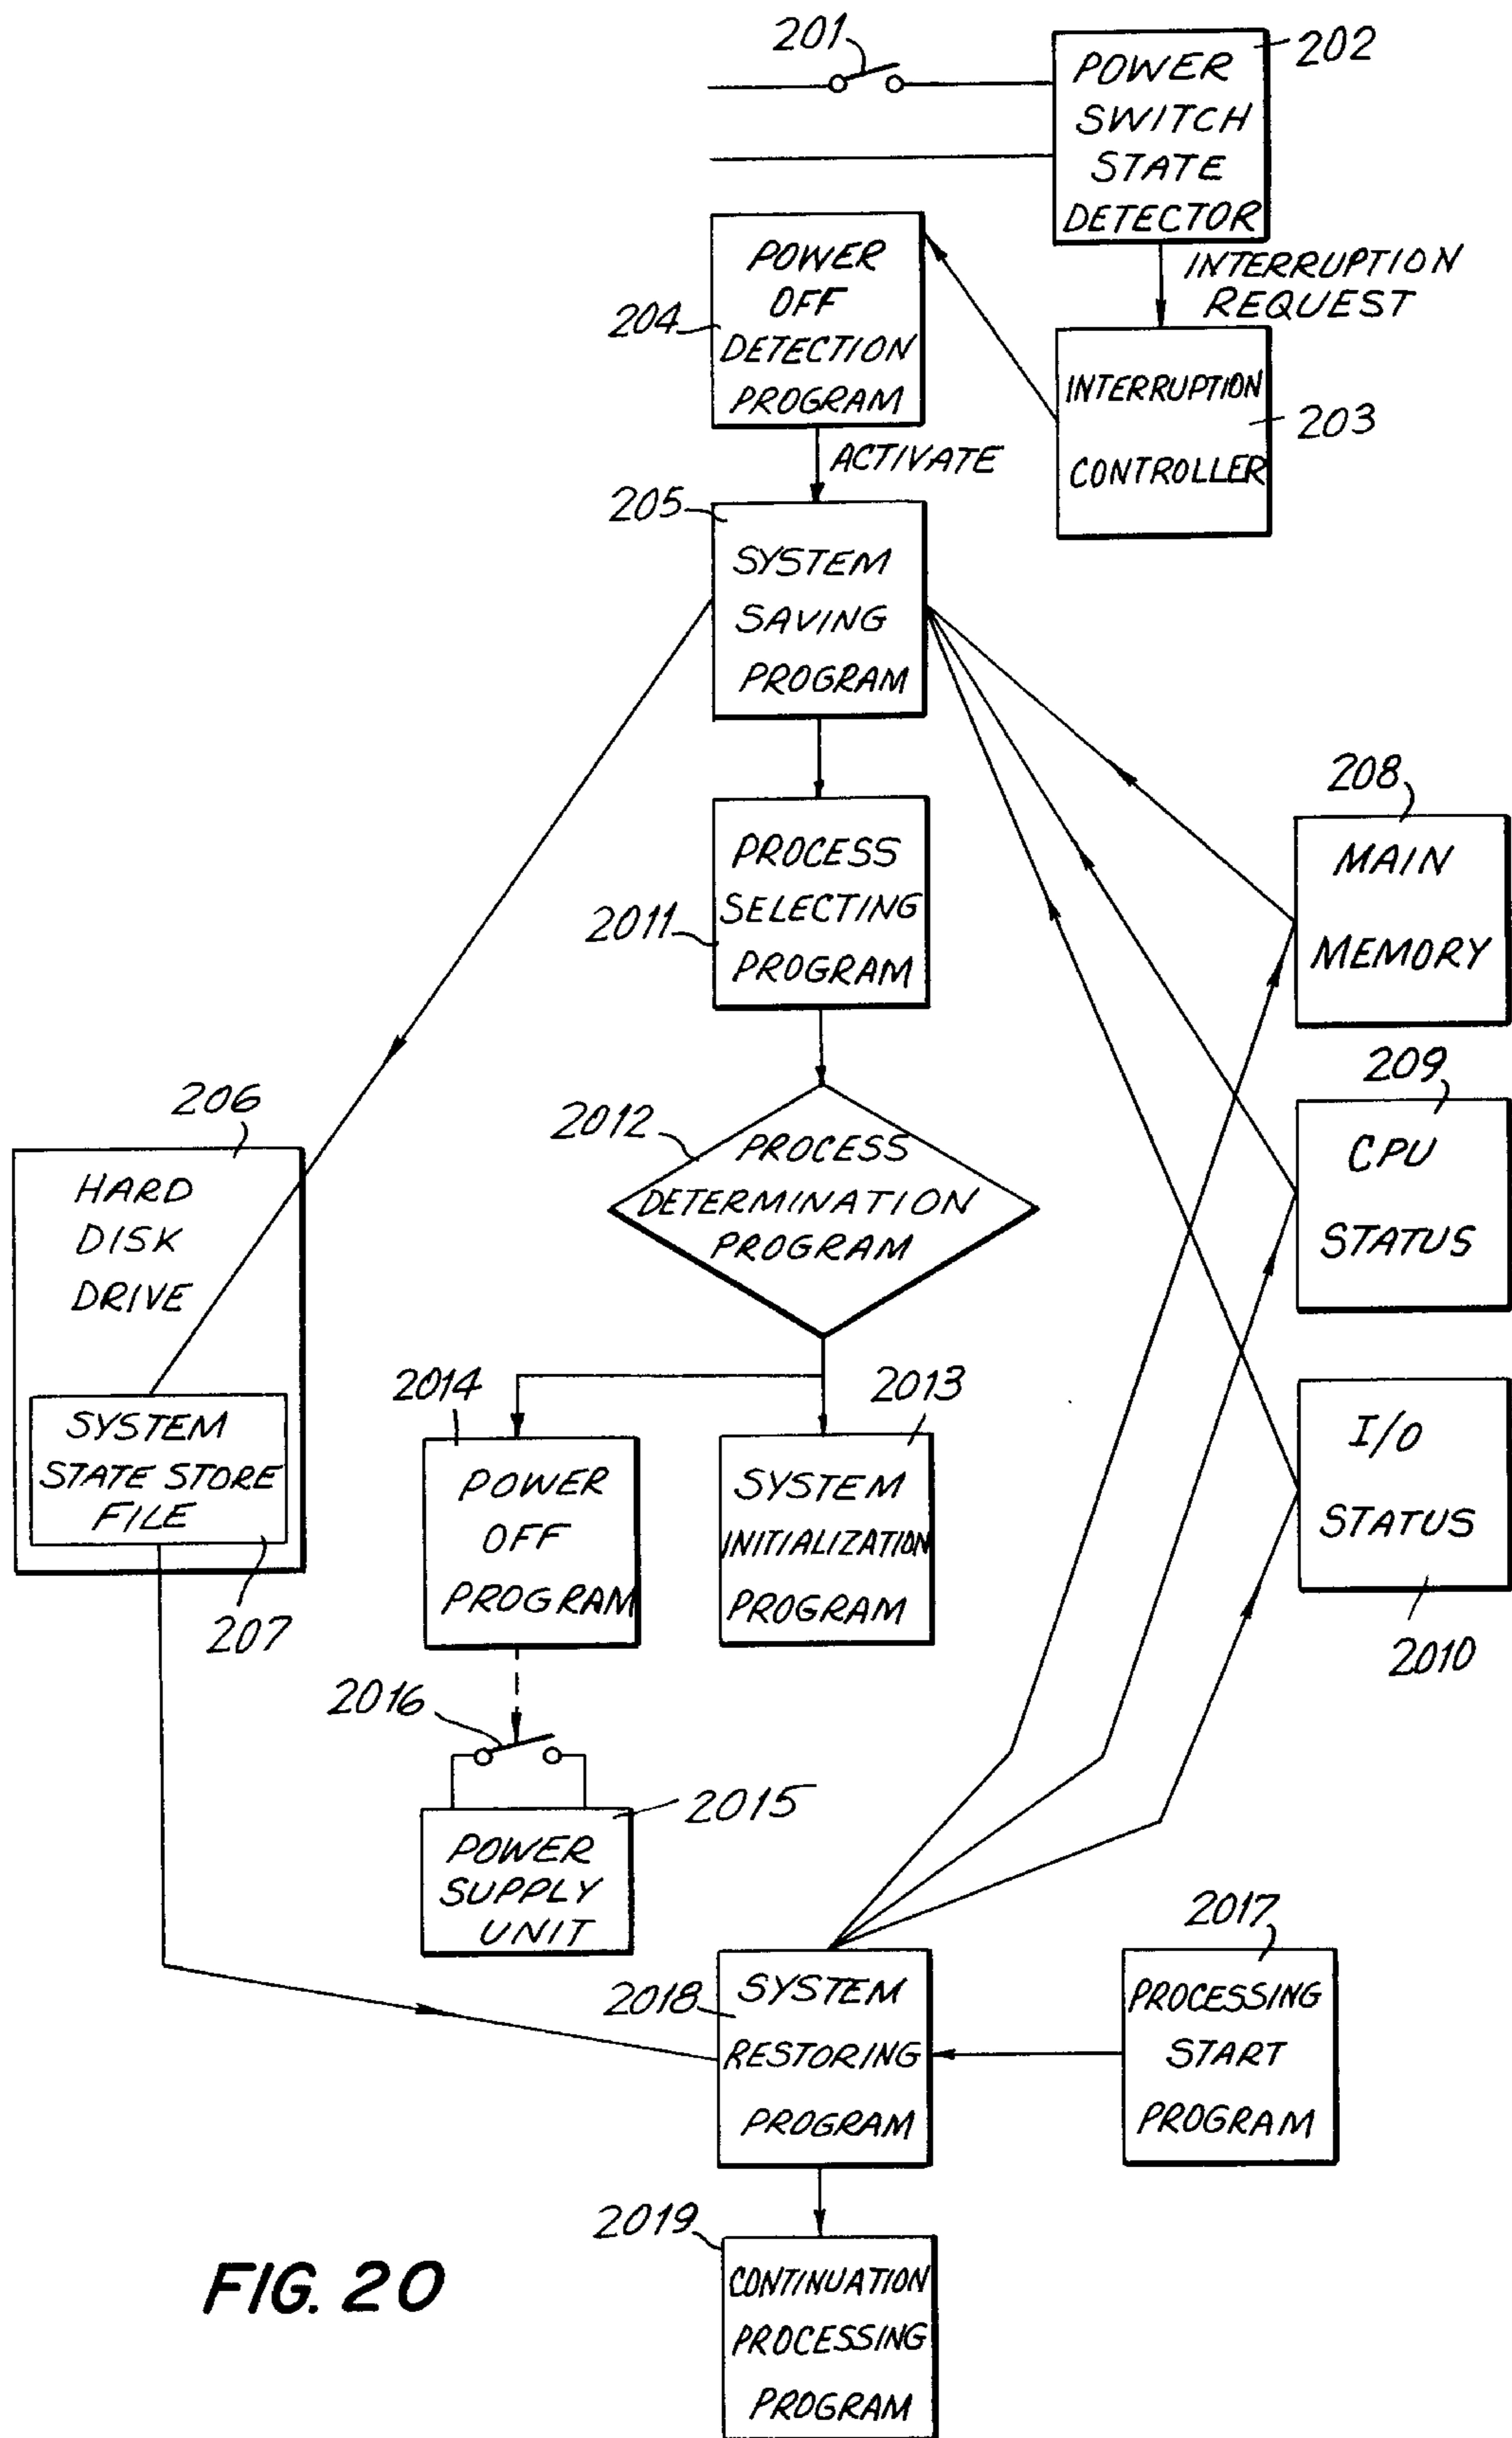 201
202
POWER
SWITCH
STATE
DETECTOR
INTERRUPTION
REQUEST
POWER
OFF
DETECTION
PROGRAM
204
INTERRUPTION
CONTROLLER
203
ACTIVATE
205
SYSTEM
SAVING
PROGRAM
208
MAIN
MEMORY
PROCESS
SELECTING
PROGRAM
2011
209
CPU
STATUS
206
HARD
DISK
DRIVE
2012
PROCESS
DETERMINATION
PROGRAM
SYSTEM
STATE STORE
FILE
207
2014
POWER
OFF
PROGRAM
2013
SYSTEM
INITIALIZATION
PROGRAM
I/O
STATUS
2010
2016
2015
POWER
SUPPLY
UNIT
2017
PROCESSING
START
PROGRAM
2018
SYSTEM
RESTORING
PROGRAM
2019
CONTINUATION
PROCESSING
PROGRAM
FIG. 20